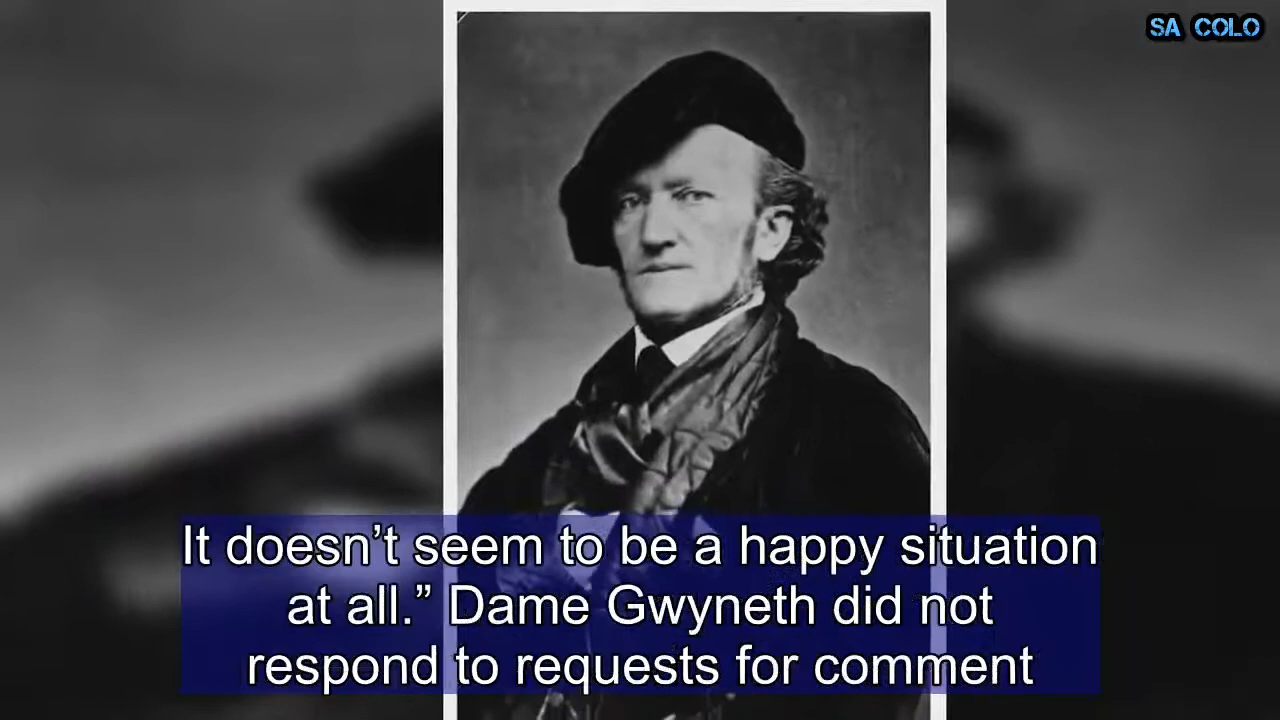 SA COLO
It doesn’t seem to be a happy situation
at all.” Dame Gwyneth did not
respond to requests for comment